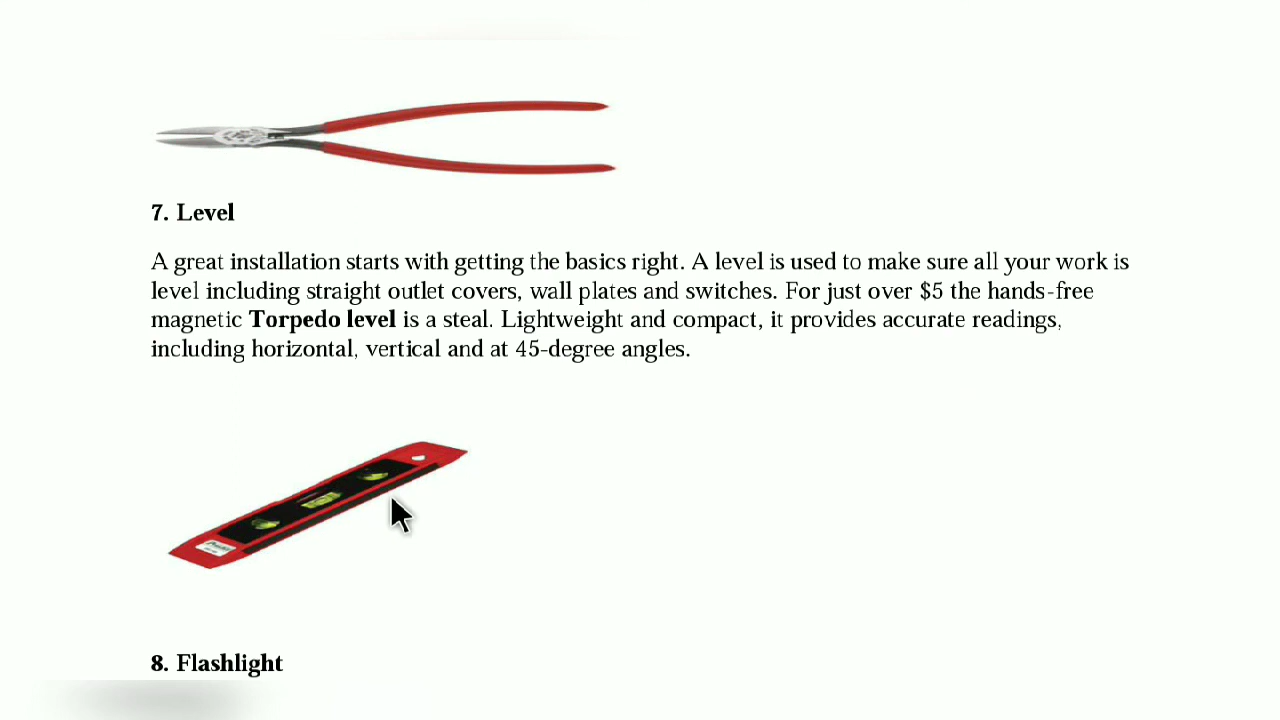 7. Level
A great installation starts with getting the basics right. A level is used to make sure all your work is
level including straight outlet covers, wall plates and switches. For just over $5 the hands-free
magnetic Torpedo level is a steal. Lightweight and compact, it provides accurate readings,
including horizontal, vertical and at 45-degree angles.
8. Flashlight